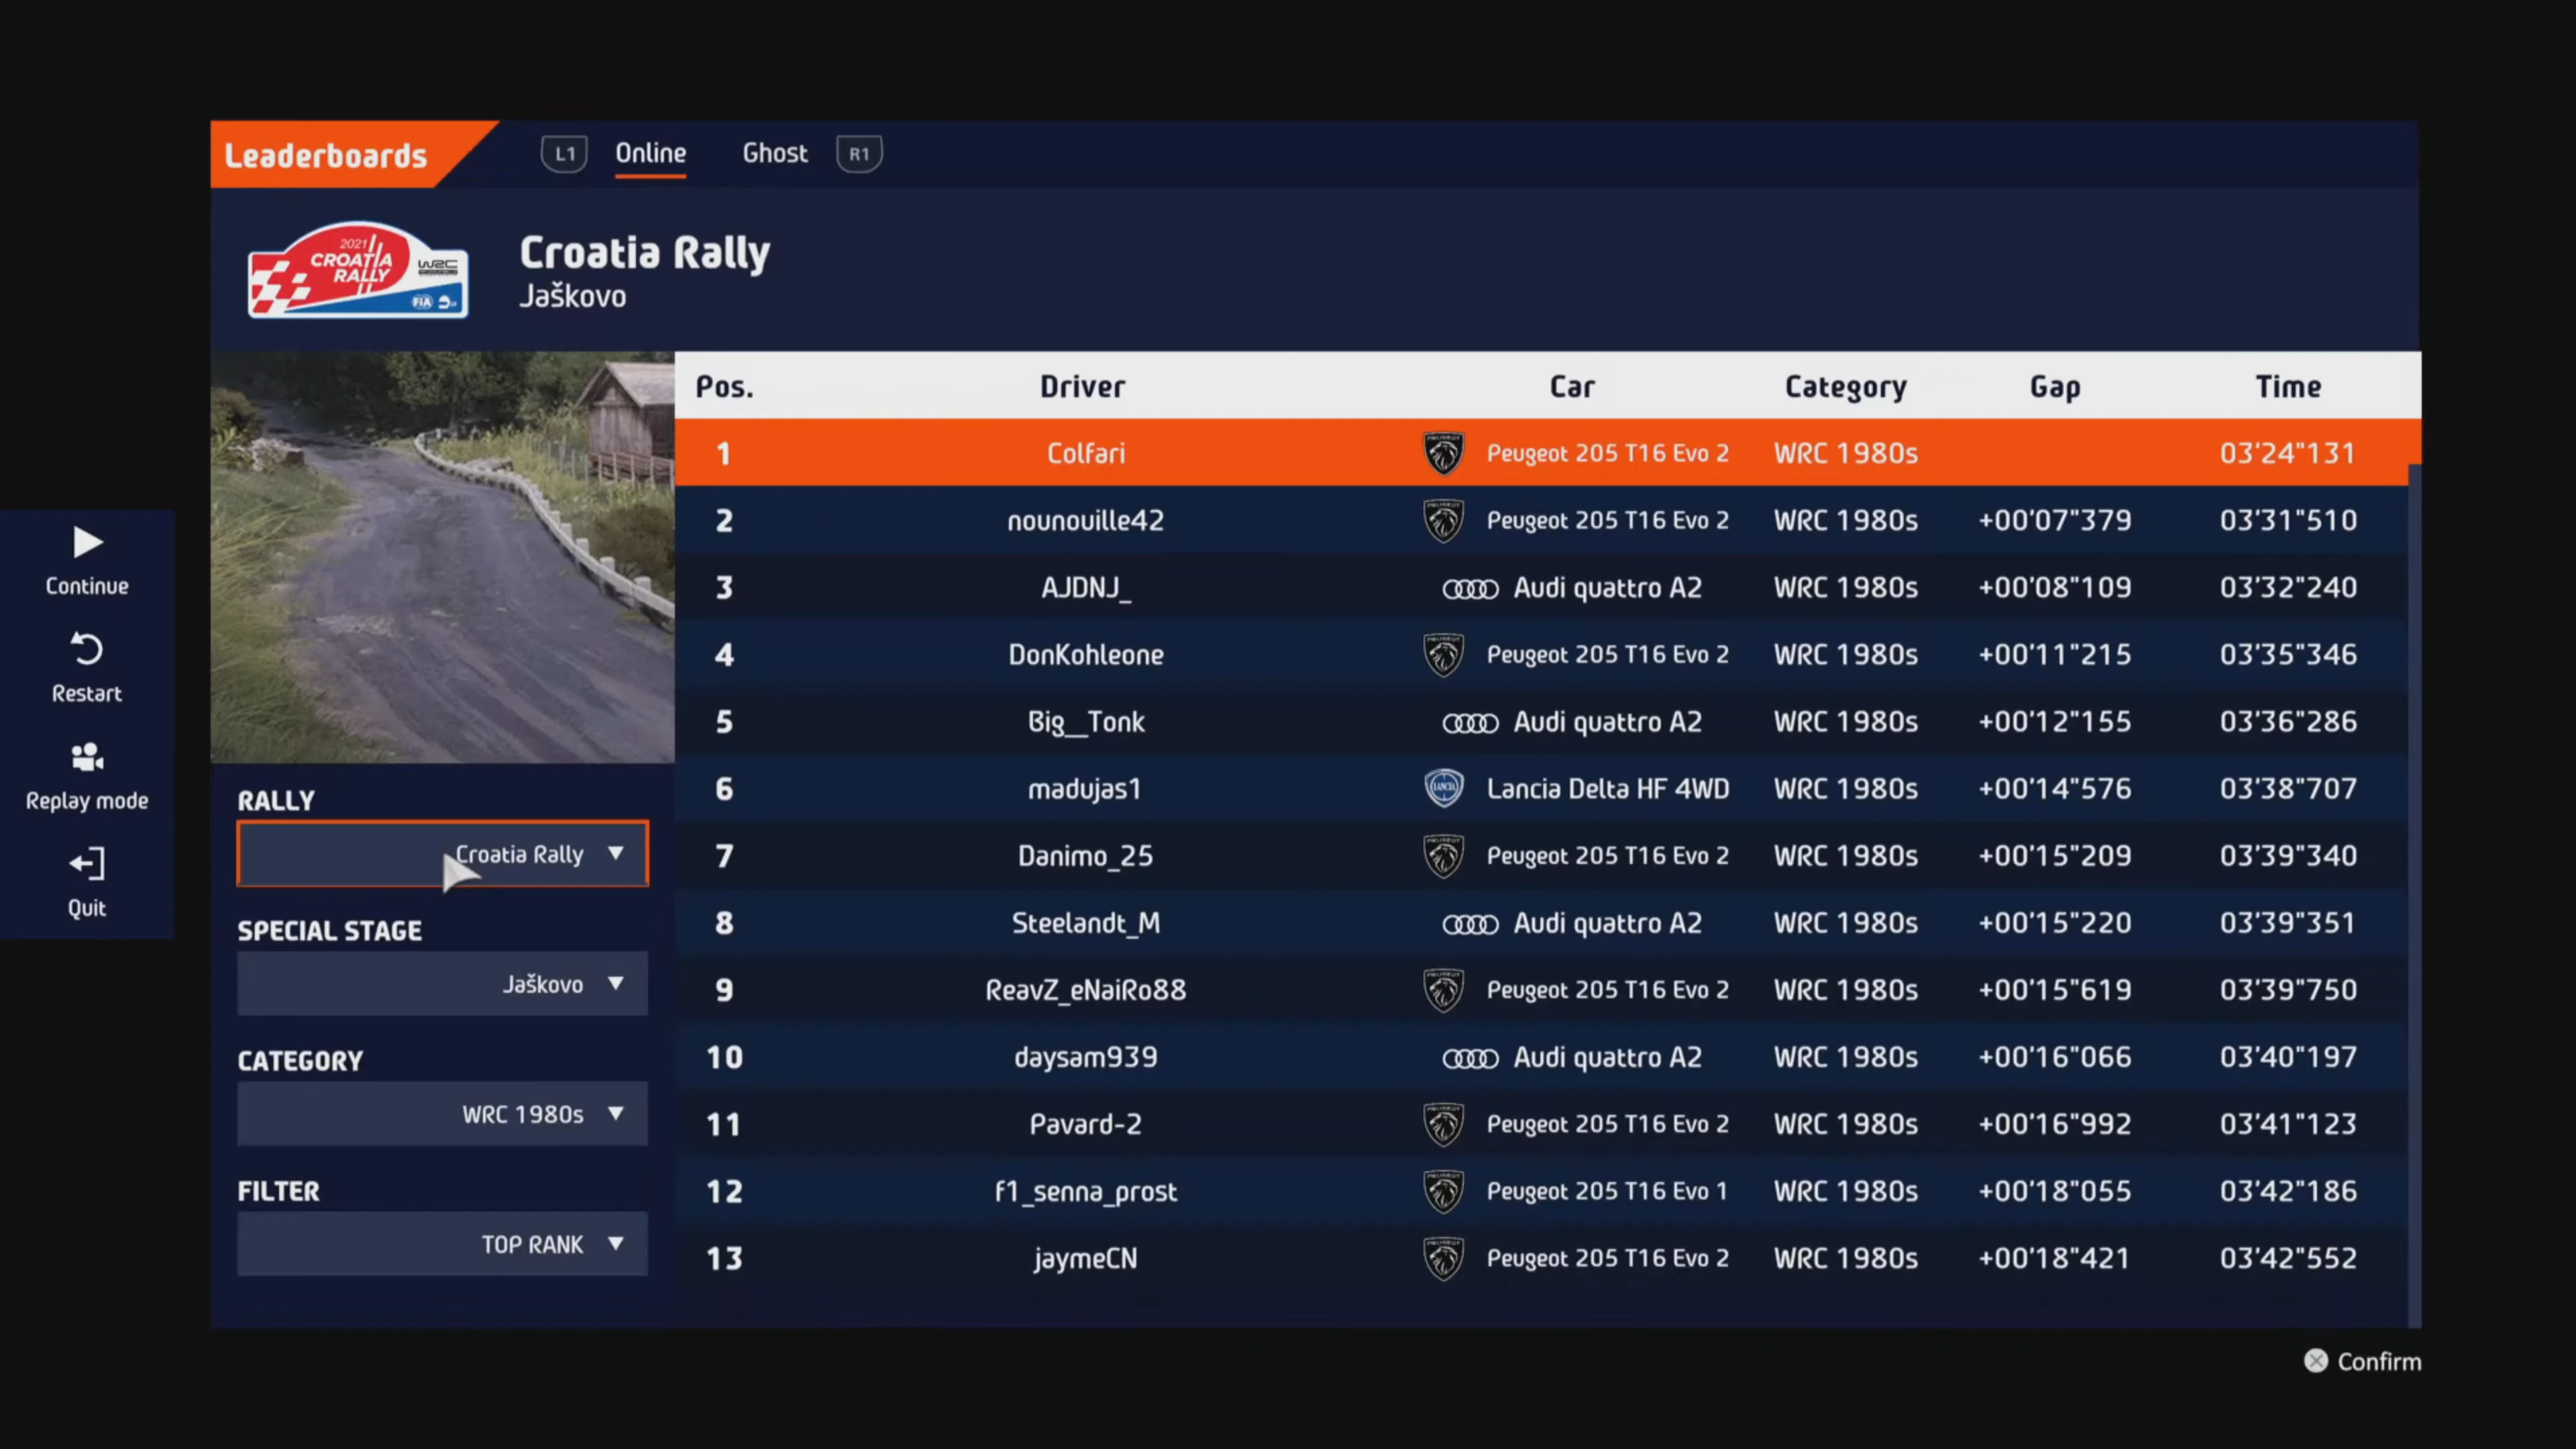 Leaderboards L1 Online Ghost R1
2021
CROATIA
RALLY
WRC
FIA
Croatia Rally
Jaškovo
Continue
Restart
Replay mode
Quit
RALLY
Croatia Rally
SPECIAL STAGE
Jaškovo
CATEGORY
WRC 1980s
FILTER
TOP RANK
Pos. Driver Car Category Gap Time
1 Colfari Peugeot 205 T16 Evo 2 WRC 1980s 03'24"131
2 nounouille42 Peugeot 205 T16 Evo 2 WRC 1980s +00'07"379 03'31"510
3 AJDNJ_ Audi quattro A2 WRC 1980s +00'08"109 03'32"240
4 DonKohleone Peugeot 205 T16 Evo 2 WRC 1980s +00'11"215 03'35"346
5 Big__Tonk Audi quattro A2 WRC 1980s +00'12"155 03'36"286
6 madujas1 LANCIA Lancia Delta HF 4WD WRC 1980s +00'14"576 03'38"707
7 Danimo_25 Peugeot 205 T16 Evo 2 WRC 1980s +00'15"209 03'39"340
8 Steelandt_M Audi quattro A2 WRC 1980s +00'15"220 03'39"351
9 ReavZ_eNaiRo88 Peugeot 205 T16 Evo 2 WRC 1980s +00'15"619 03'39"750
10 daysam939 Audi quattro A2 WRC 1980s +00'16"066 03'40"197
11 Pavard-2 Peugeot 205 T16 Evo 2 WRC 1980s +00'16"992 03'41"123
12 f1_senna_prost Peugeot 205 T16 Evo 1 WRC 1980s +00'18"055 03'42"186
13 jaymeCN Peugeot 205 T16 Evo 2 WRC 1980s +00'18"421 03'42"552
Confirm